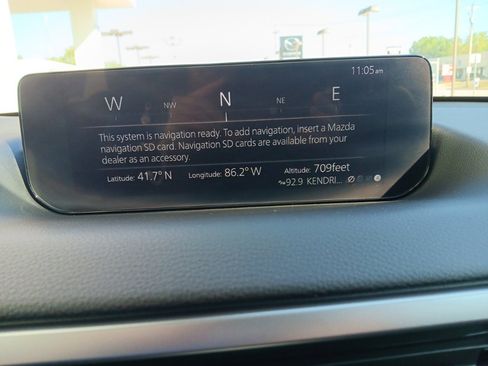 11:05 am
W NW N NE E
This system is navigation ready. To add navigation, insert a Mazda
navigation SD card. Navigation SD cards are available from your
dealer as an accessory.
Latitude: 41.7° N Longitude: 86.2° W Altitude: 709feet
92.9 KENDRI...